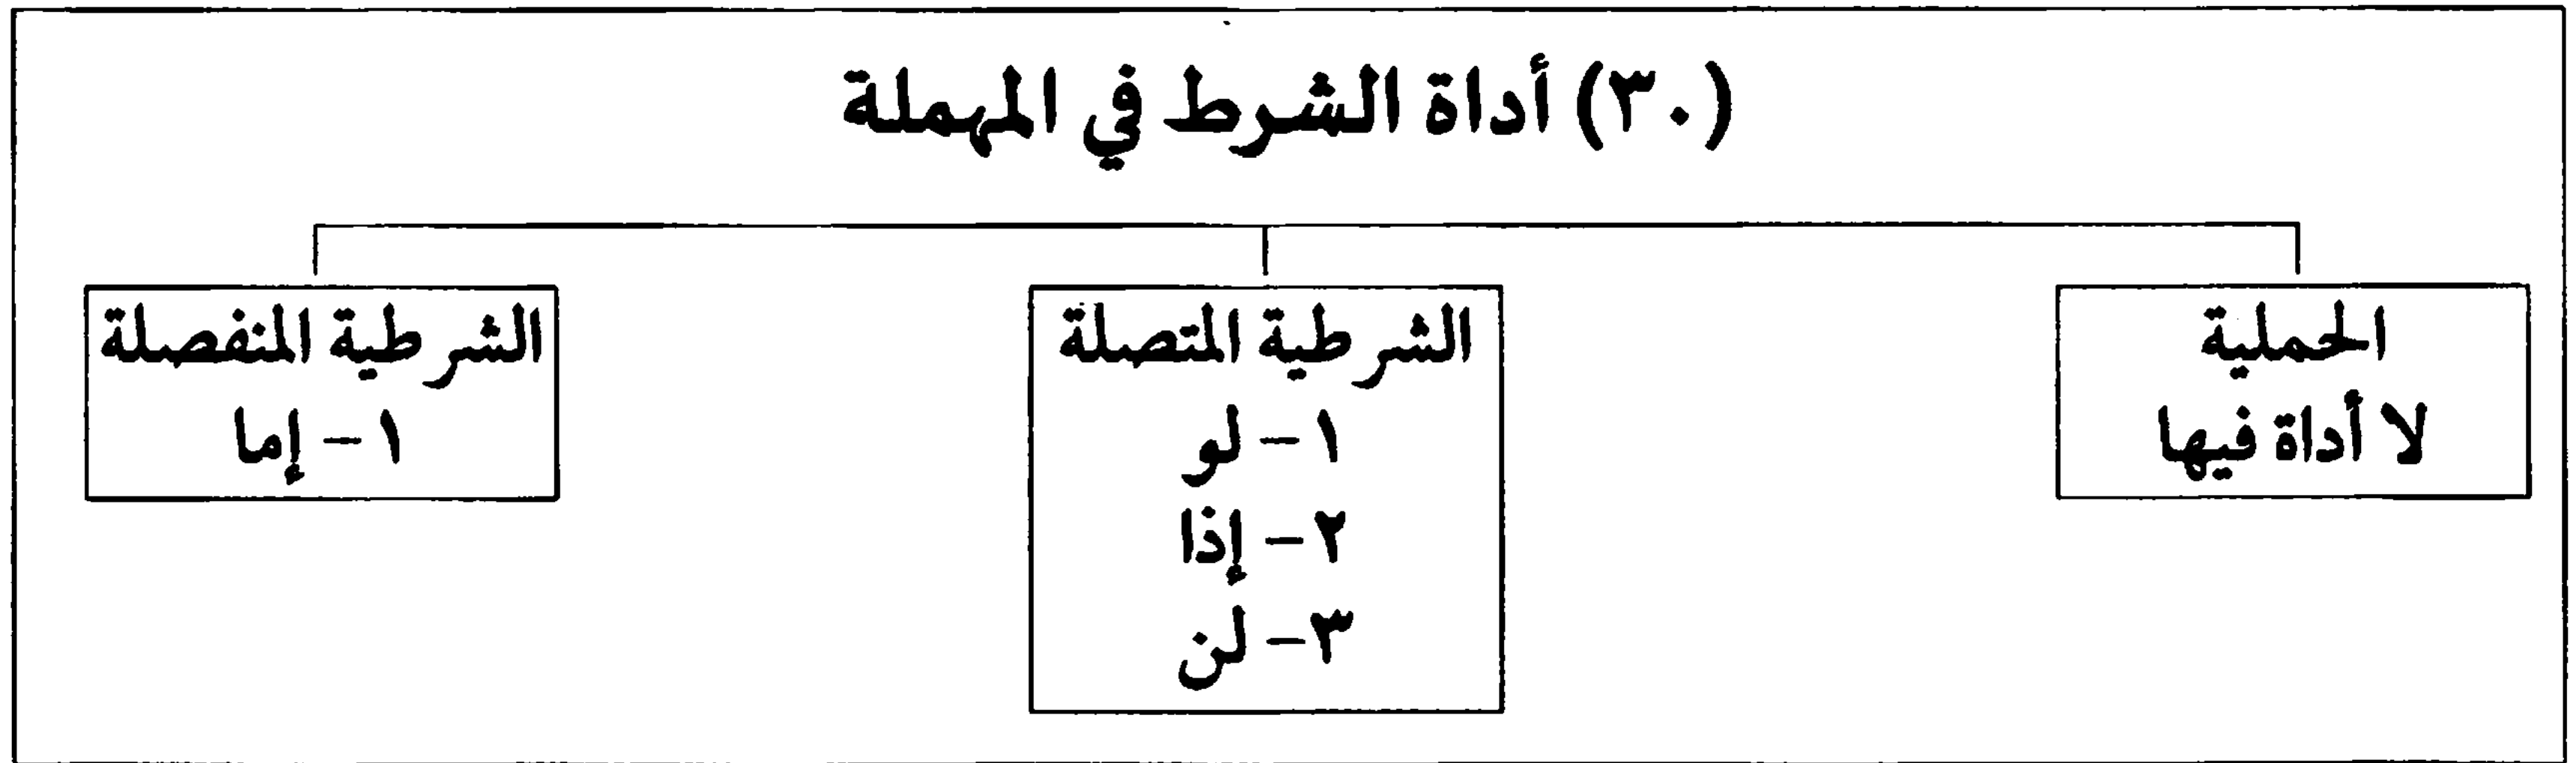 (٣٠) أداة الشرط في المهملة
الحملية
لا أداة فيها
الشرطية المتصلة
١ - لو
٢ - إذا
٣ - لن
الشرطية المنفصلة
١ - إما